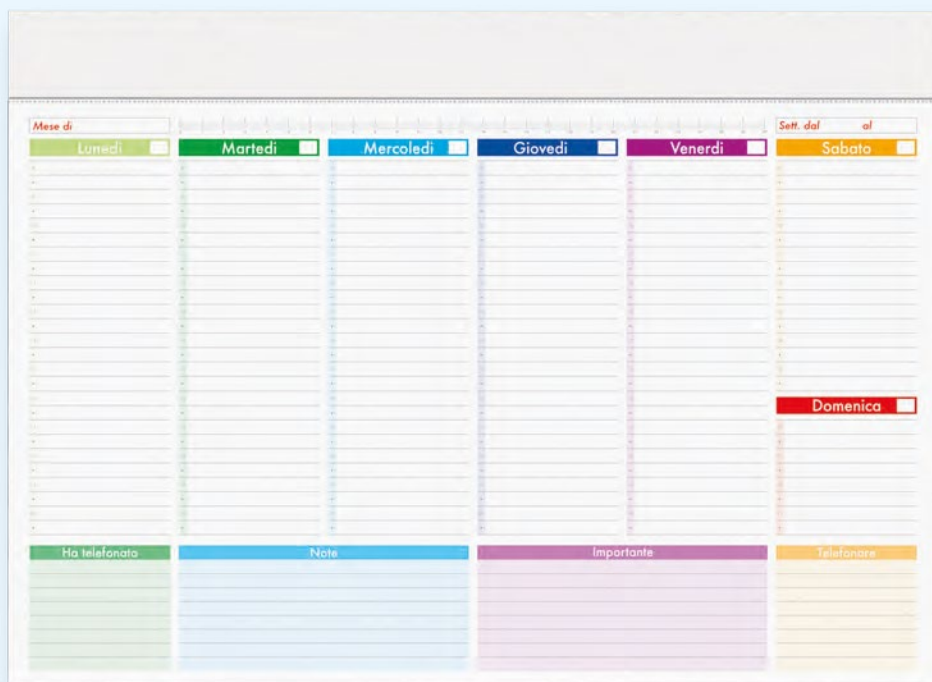 Mese di
Sett. dal al
Lunedì
Martedì
Mercoledì
Giovedì
Venerdì
Sabato
Domenica
Ha telefonato
Note
Importante
Telefonare